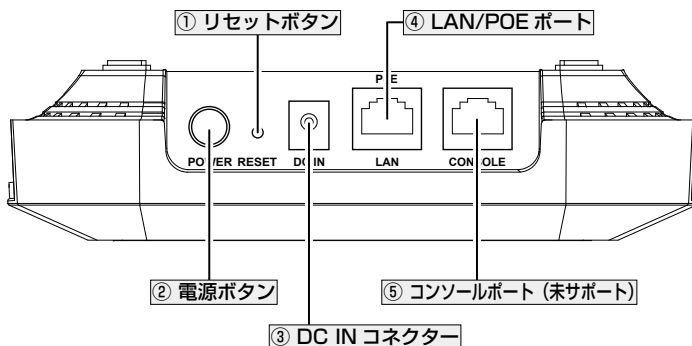 ① リセットボタン
④ LAN/POE ポート
POE
POWER RESET DC IN LAN CONSOLE
② 電源ボタン
⑤ コンソールポート（未サポート）
③ DC IN コネクター